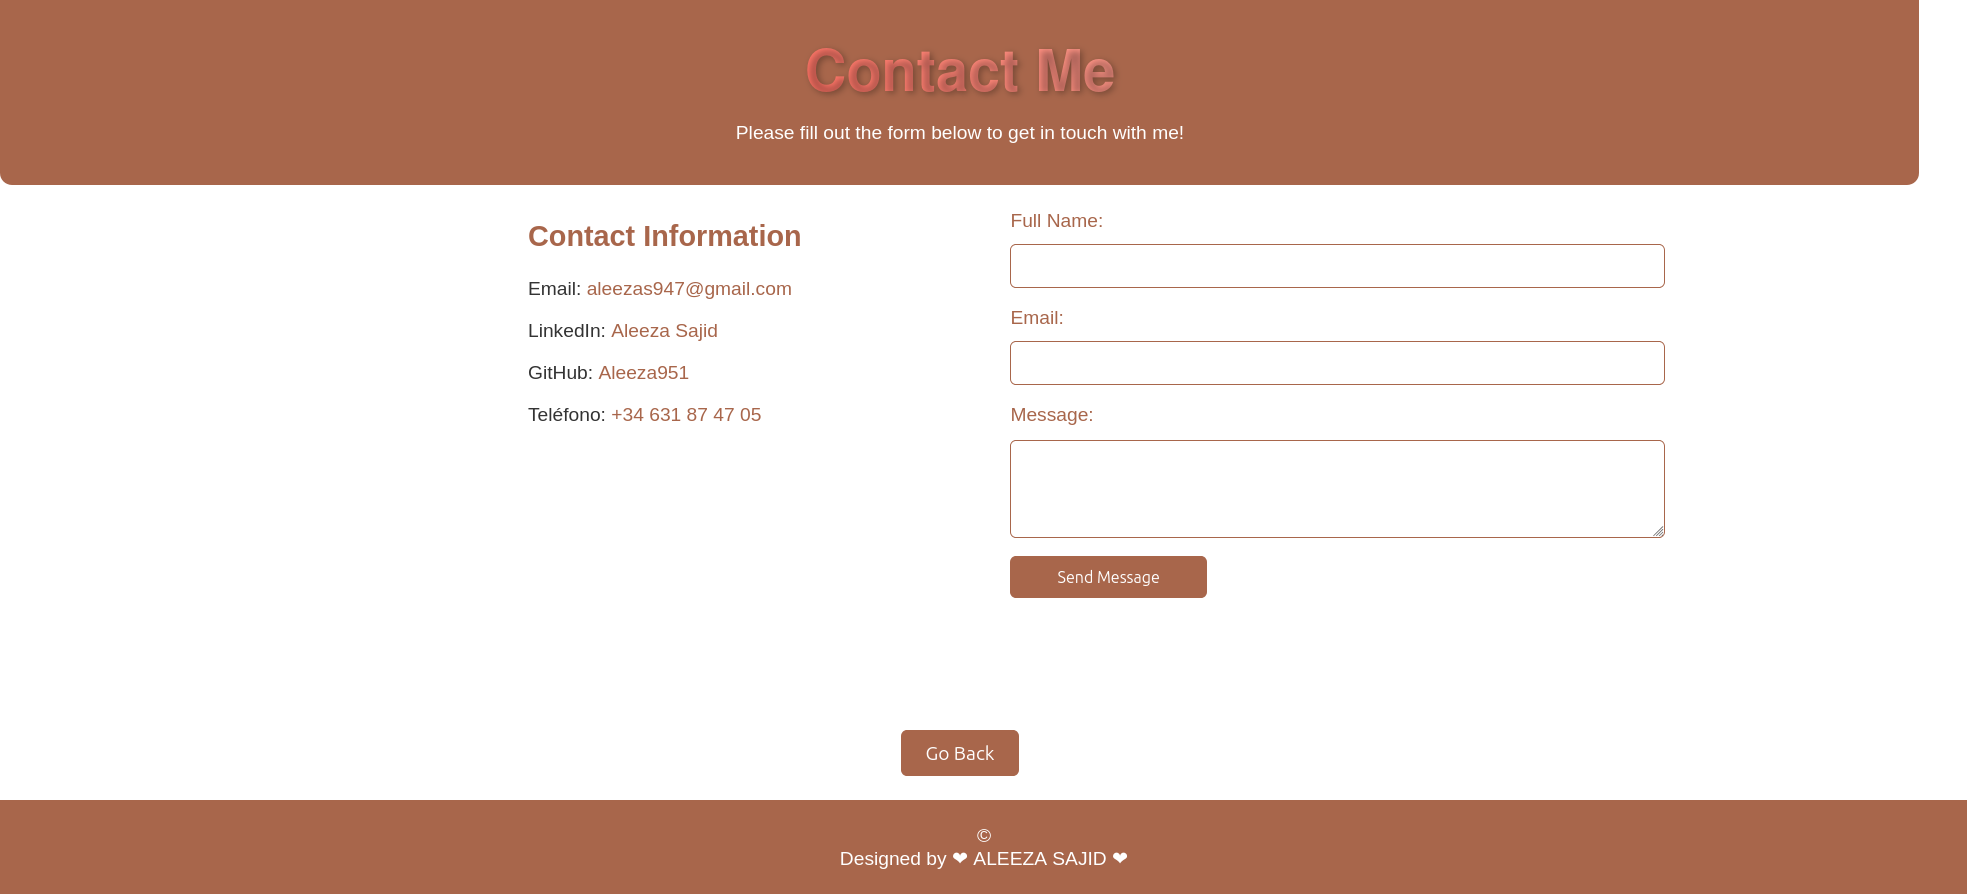 Contact Me
Please fill out the form below to get in touch with me!
Contact Information
Email: aleezas947@gmail.com
LinkedIn: Aleeza Sajid
GitHub: Aleeza951
Teléfono: +34 631 87 47 05
Full Name:
Email:
Message:
Send Message
Go Back
©
Designed by ❤ ALEEZA SAJID ❤